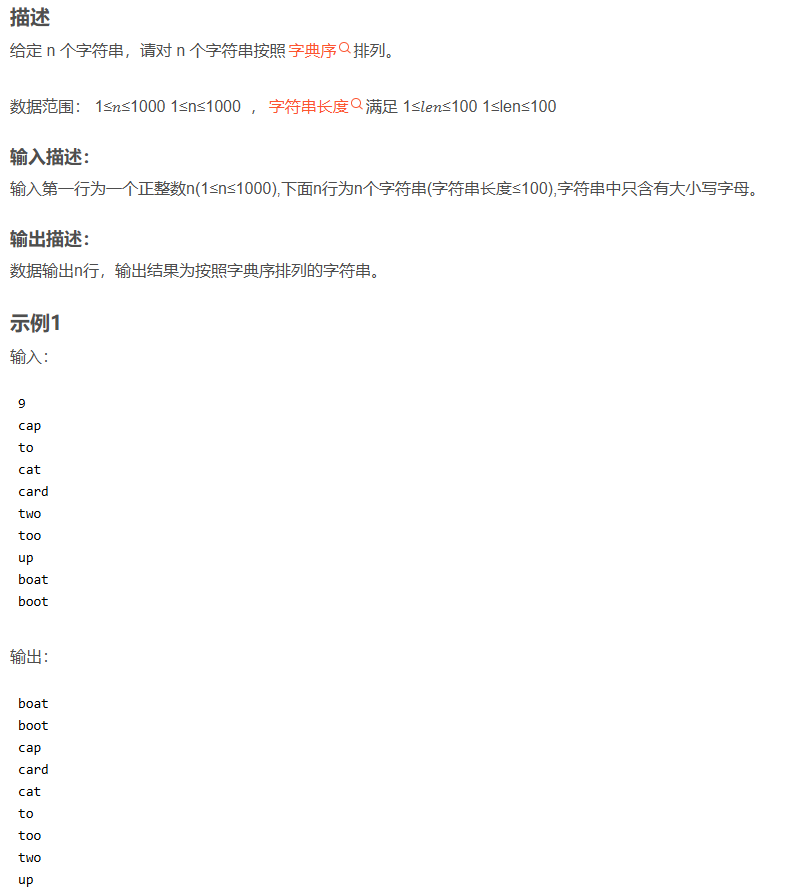 描述
给定 n 个字符串，请对 n 个字符串按照字典序排列。
数据范围： 1≤n≤1000 1≤n≤1000 ， 字符串长度满足 1≤len≤100 1≤len≤100
输入描述：
输入第一行为一个正整数n(1≤n≤1000),下面n行为n个字符串(字符串长度≤100),字符串中只含有大小写字母。
输出描述：
数据输出n行，输出结果为按照字典序排列的字符串。
示例1
输入：
9
cap
to
cat
card
two
too
up
boat
boot
输出：
boat
boot
cap
card
cat
to
too
two
up